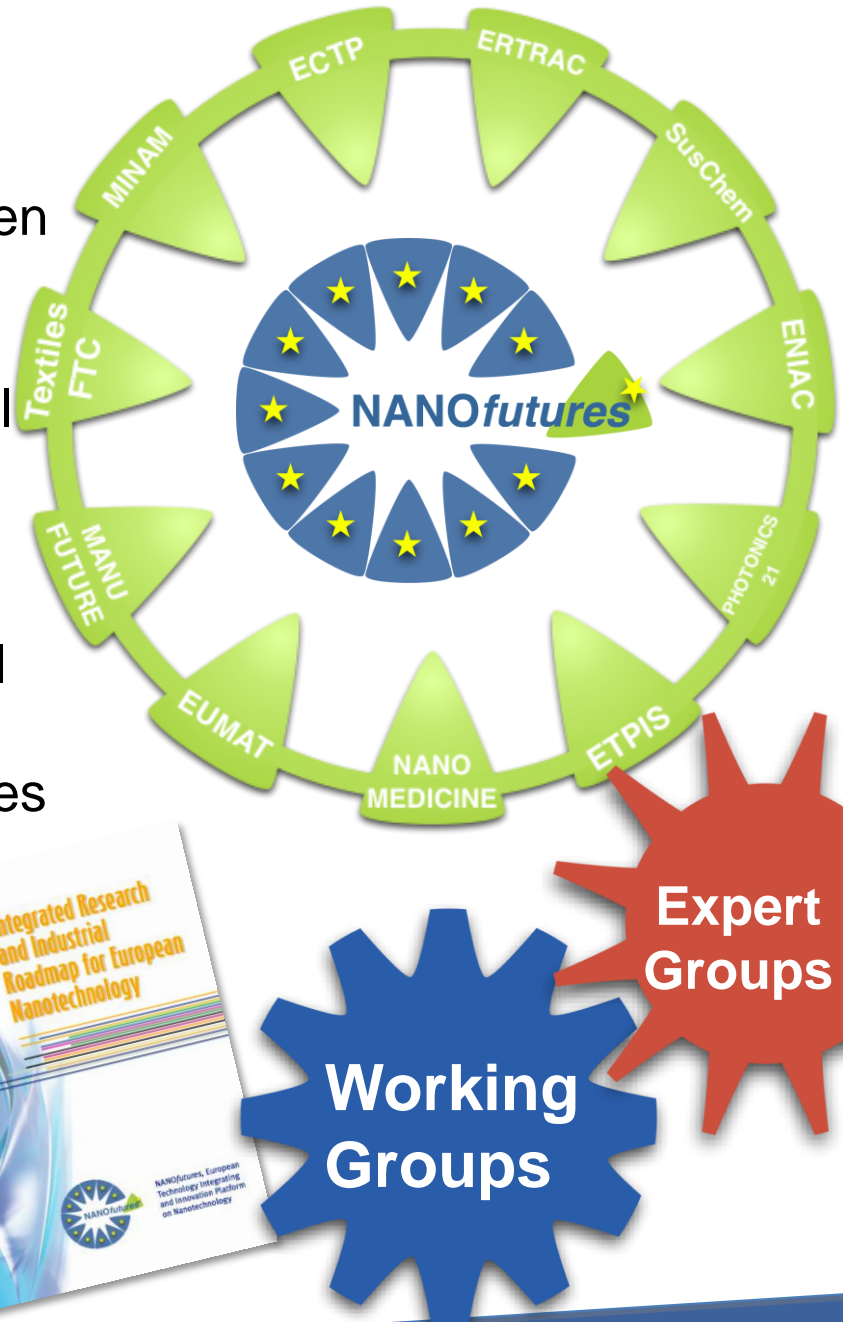 ECTP
ERTRAC
MINAM
SusChem
en
Textiles
FTC
ENIAC
l
NANOfutures
MANU
FUTURE
PHOTONICS
21
EUMAT
NANO
MEDICINE
ETPIS
es
ntegrated Research
and Industrial
Roadmap for European
Nanotechnology
Expert
Groups
Working
Groups
NANOfutures
NANOfutures, European
Technology Integrating
and Innovation Platform
on Nanotechnology